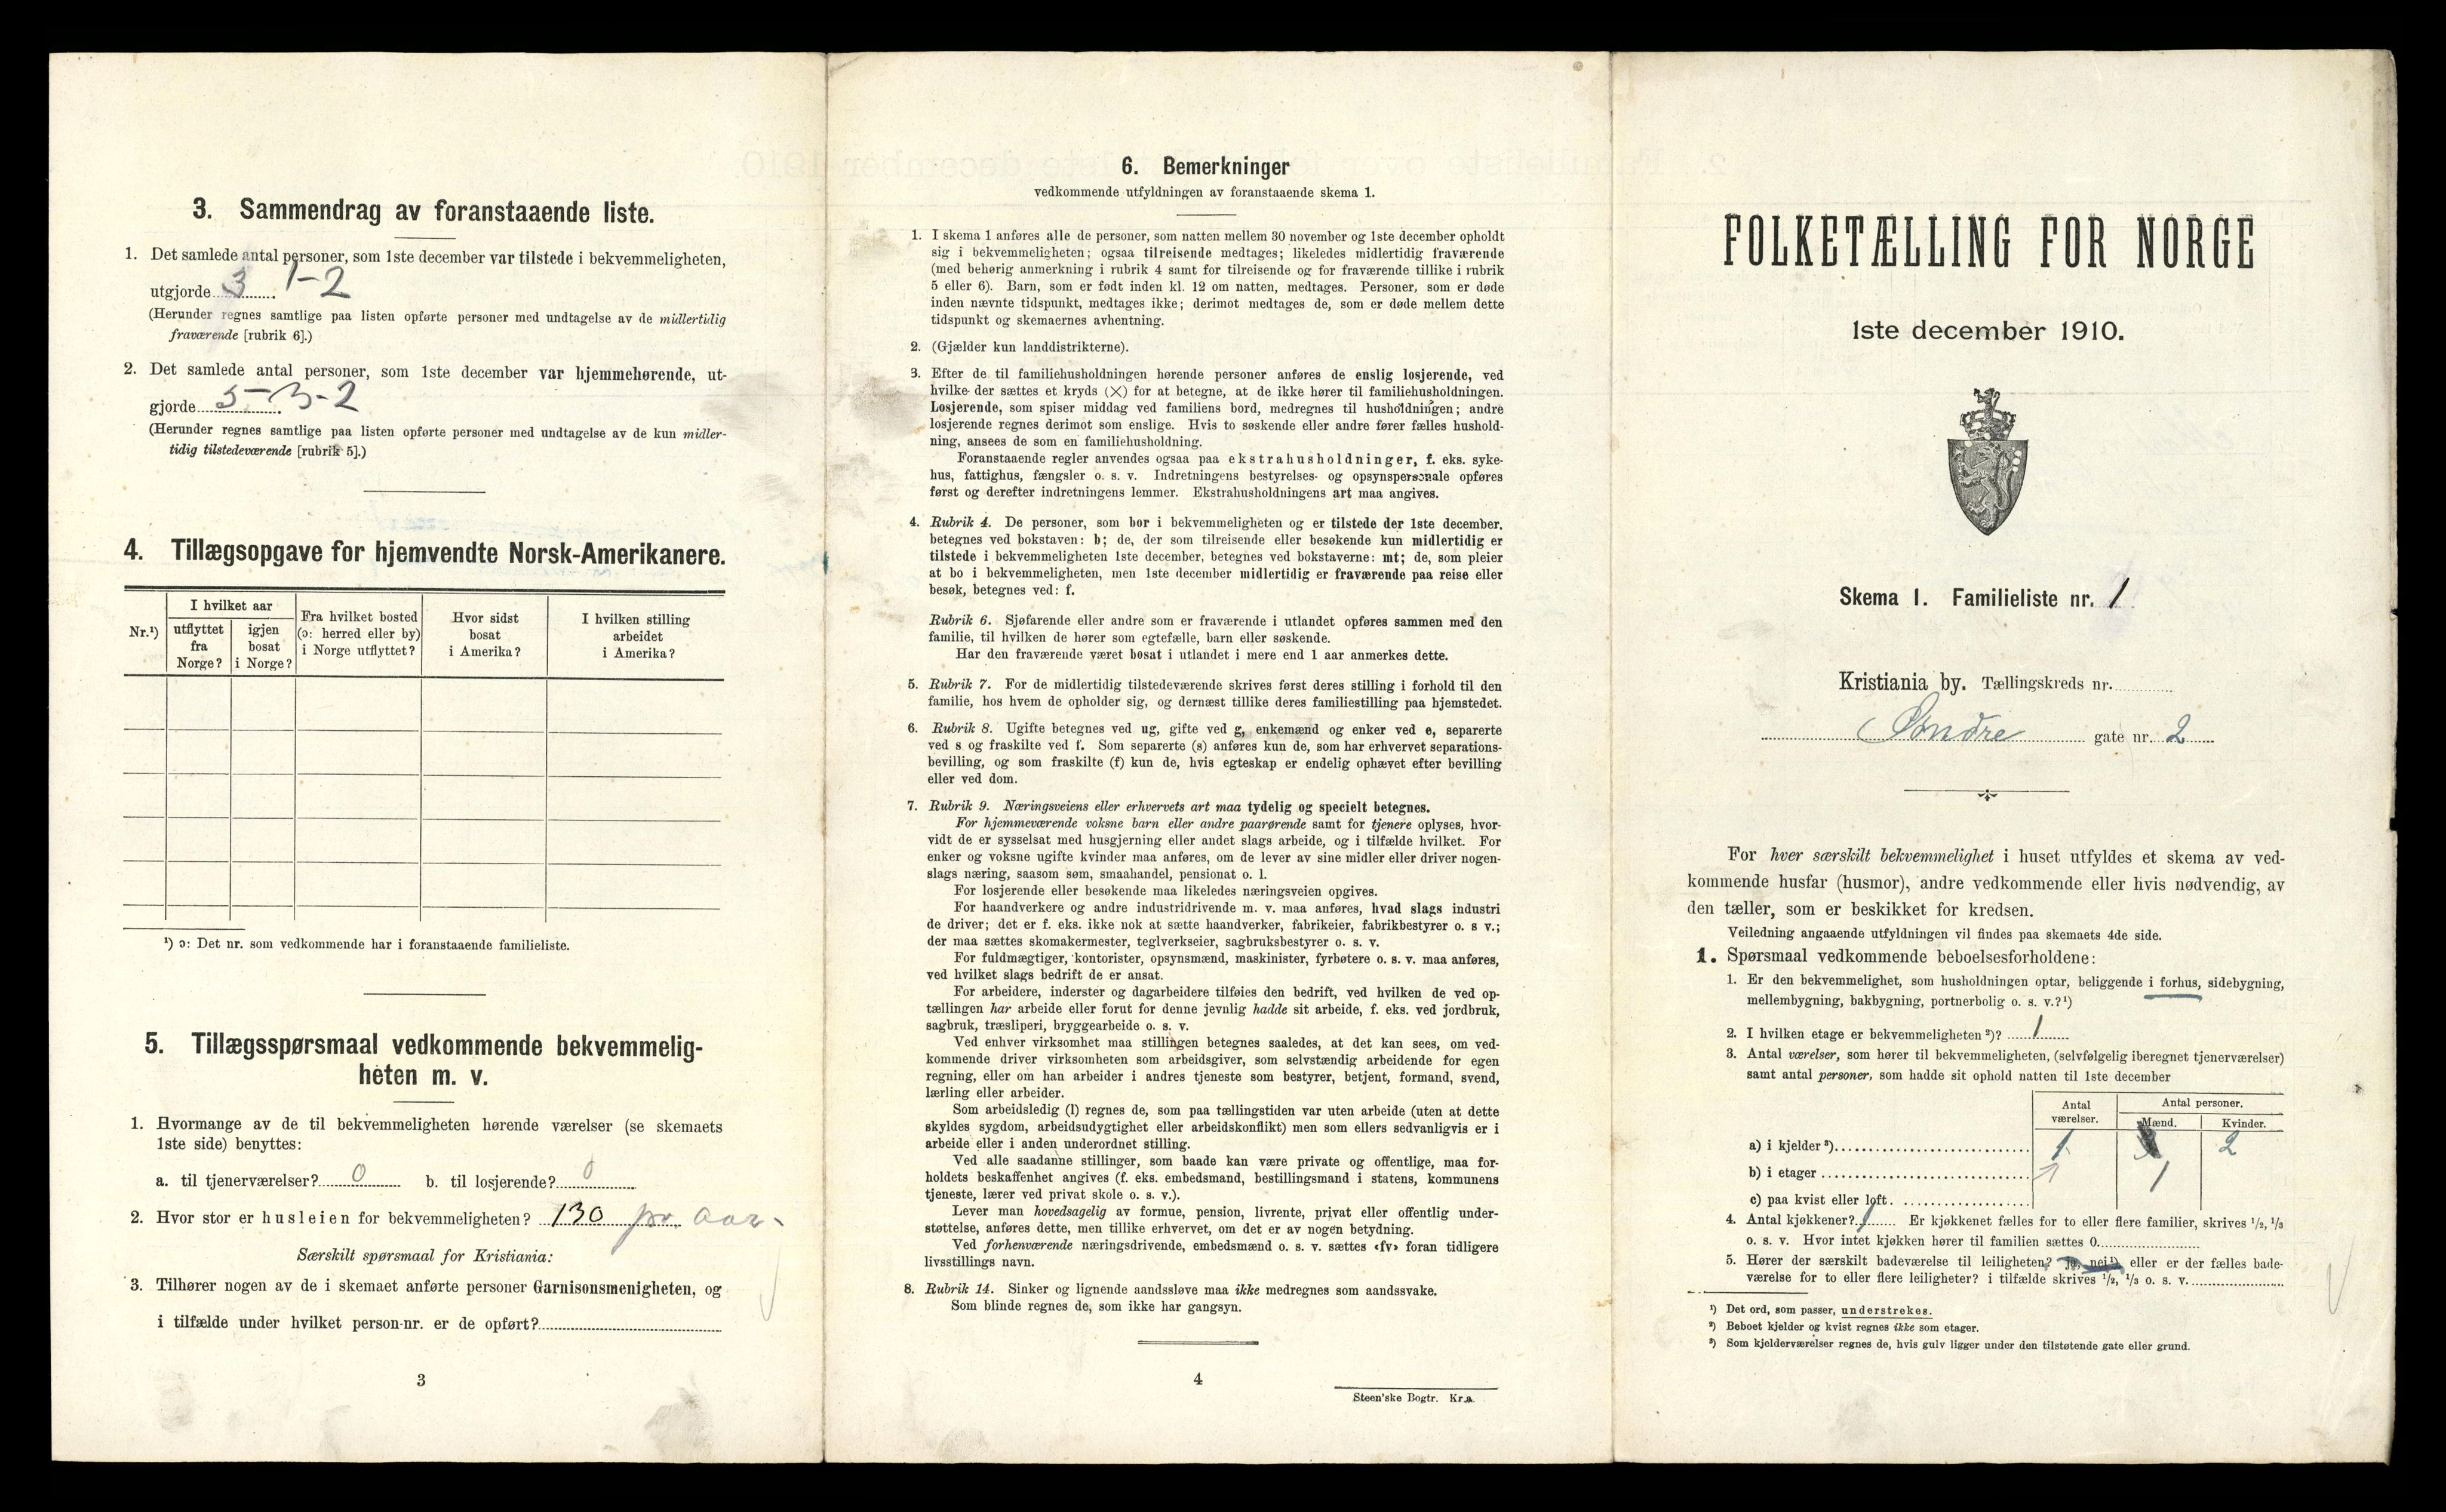 3. Sammendrag av foranstaaende liste.
1. Det samlede antal personer, som 1ste december var tilstede i bekvemmeligheten,
utgjorde 3 1-2
(Herunder regnes samtlige paa listen opførte personer med undtagelse av de midlertidig
fraværende [rubrik 6].)
2. Det samlede antal personer, som 1ste december var hjemmehørende, ut-
gjorde 5-3-2
(Herunder regnes samtlige paa listen opførte personer med undtagelse av de kun midler-
tidig tilstedeværende [rubrik 5].)
4. Tillægsopgave for hjemvendte Norsk-Amerikanere.
Nr.¹)
I hvilket aar
utflyttet fra Norge?
igjen bosat i Norge?
Fra hvilket bosted (ɔ: herred eller by) i Norge utflyttet?
Hvor sidst bosat i Amerika?
I hvilken stilling arbeidet i Amerika?
¹) ɔ: Det nr. som vedkommende har i foranstaaende familieliste.
5. Tillægsspørsmaal vedkommende bekvemmelig-
heten m. v.
1. Hvormange av de til bekvemmeligheten hørende værelser (se skemaets
1ste side) benyttes:
a. til tjenerværelser? 0 b. til losjerende? 0
2. Hvor stor er husleien for bekvemmeligheten? 130 pr aar.
Særskilt spørsmaal for Kristiania:
3. Tilhører nogen av de i skemaet anførte personer Garnisonsmenigheten, og
i tilfælde under hvilket person-nr. er de opført?
3
6. Bemerkninger
vedkommende utfyldningen av foranstaaende skema 1.
1. I skema 1 anføres alle de personer, som natten mellem 30 november og 1ste december opholdt
sig i bekvemmeligheten; ogsaa tilreisende medtages; likeledes midlertidig fraværende
(med behørig anmerkning i rubrik 4 samt for tilreisende og for fraværende tillike i rubrik
5 eller 6). Barn, som er født inden kl. 12 om natten, medtages. Personer, som er døde
inden nævnte tidspunkt, medtages ikke; derimot medtages de, som er døde mellem dette
tidspunkt og skemaernes avhentning.
2. (Gjælder kun landdistrikterne).
3. Efter de til familiehusholdningen hørende personer anføres de enslig losjerende, ved
hvilke der sættes et kryds (×) for at betegne, at de ikke hører til familiehusholdningen.
Losjerende, som spiser middag ved familiens bord, medregnes til husholdningen; andre
losjerende regnes derimot som enslige. Hvis to søskende eller andre fører fælles hushold-
ning, ansees de som en familiehusholdning.
Foranstaaende regler anvendes ogsaa paa ekstrahusholdninger, f. eks. syke-
hus, fattighus, fængsler o. s. v. Indretningens bestyrelses- og opsynspersonale opføres
først og derefter indretningens lemmer. Ekstrahusholdningens art maa angives.
4. Rubrik 4. De personer, som bor i bekvemmeligheten og er tilstede der 1ste december,
betegnes ved bokstaven: b; de, der som tilreisende eller besøkende kun midlertidig er
tilstede i bekvemmeligheten 1ste december, betegnes ved bokstaverne: mt; de, som pleier
at bo i bekvemmeligheten, men 1ste december midlertidig er fraværende paa reise eller
besøk, betegnes ved: f.
Rubrik 6. Sjøfarende eller andre som er fraværende i utlandet opføres sammen med den
familie, til hvilken de hører som egtefælle, barn eller søskende.
Har den fraværende været bosat i utlandet i mere end 1 aar anmerkes dette.
5. Rubrik 7. For de midlertidig tilstedeværende skrives først deres stilling i forhold til den
familie, hos hvem de opholder sig, og dernæst tillike deres familiestilling paa hjemstedet.
6. Rubrik 8. Ugifte betegnes ved ug, gifte ved g, enkemænd og enker ved e, separerte
ved s og fraskilte ved f. Som separerte (s) anføres kun de, som har erhvervet separations-
bevilling, og som fraskilte (f) kun de, hvis egteskap er endelig ophævet efter bevilling
eller ved dom.
7. Rubrik 9. Næringsveiens eller erhvervets art maa tydelig og specielt betegnes.
For hjemmeværende voksne barn eller andre paarørende samt for tjenere oplyses, hvor-
vidt de er sysselsat med husgjerning eller andet slags arbeide, og i tilfælde hvilket. For
enker og voksne ugifte kvinder maa anføres, om de lever av sine midler eller driver nogen-
slags næring, saasom søm, smaahandel, pensionat o. l.
For losjerende eller besøkende maa likeledes næringsveien opgives.
For haandverkere og andre industridrivende m. v. maa anføres, hvad slags industri
de driver; det er f. eks. ikke nok at sætte haandverker, fabrikeier, fabrikbestyrer o. s v.;
der maa sættes skomakermester, teglverkseier, sagbruksbestyrer o. s. v.
For fuldmægtiger, kontorister, opsynsmænd, maskinister, fyrbøtere o. s. v. maa anføres,
ved hvilket slags bedrift de er ansat.
For arbeidere, inderster og dagarbeidere tilføies den bedrift, ved hvilken de ved op-
tællingen har arbeide eller forut for denne jevnlig hadde sit arbeide, f. eks. ved jordbruk,
sagbruk, træsliperi, bryggearbeide o. s. v.
Ved enhver virksomhet maa stillingen betegnes saaledes, at det kan sees, om ved-
kommende driver virksomheten som arbeidsgiver, som selvstændig arbeidende for egen
regning, eller om han arbeider i andres tjeneste som bestyrer, betjent, formand, svend,
lærling eller arbeider.
Som arbeidsledig (l) regnes de, som paa tællingstiden var uten arbeide (uten at dette
skyldes sygdom, arbeidsudygtighet eller arbeidskonflikt) men som ellers sedvanligvis er i
arbeide eller i anden underordnet stilling.
Ved alle saadanne stillinger, som baade kan være private og offentlige, maa for-
holdets beskaffenhet angives (f. eks. embedsmand, bestillingsmand i statens, kommunens
tjeneste, lærer ved privat skole o. s. v.).
Lever man hovedsagelig av formue, pension, livrente, privat eller offentlig under-
støttelse, anføres dette, men tillike erhvervet, om det er av nogen betydning.
Ved forhenværende næringsdrivende, embedsmænd o. s. v. sættes «fv» foran tidligere
livsstillings navn.
8. Rubrik 14. Sinker og lignende aandssløve maa ikke medregnes som aandssvake.
Som blinde regnes de, som ikke har gangsyn.
4
Steen'ske Bogtr. Kr.a.
FOLKETÆLLING FOR NORGE
1ste december 1910.
Skema I. Familieliste nr. 1
Kristiania by. Tællingskreds nr.
Søndre gate nr. 2
For hver særskilt bekvemmelighet i huset utfyldes et skema av ved-
kommende husfar (husmor), andre vedkommende eller hvis nødvendig, av
den tæller, som er beskikket for kredsen.
Veiledning angaaende utfyldningen vil findes paa skemaets 4de side.
1. Spørsmaal vedkommende beboelsesforholdene:
1. Er den bekvemmelighet, som husholdningen optar, beliggende i forhus, sidebygning,
mellembygning, bakbygning, portnerbolig o. s. v.?¹)
2. I hvilken etage er bekvemmeligheten²)? 1
3. Antal værelser, som hører til bekvemmeligheten, (selvfølgelig iberegnet tjenerværelser)
samt antal personer, som hadde sit ophold natten til 1ste december
Antal værelser.
Antal personer.
Mænd. Kvinder.
a) i kjelder³) 1 2
b) i etager 1
c) paa kvist eller loft.
4. Antal kjøkkener? 1 Er kjøkkenet fælles for to eller flere familier, skrives 1/2, 1/3
o. s. v. Hvor intet kjøkken hører til familien sættes 0.
5. Hører der særskilt badeværelse til leiligheten? ja, nei¹) eller er der fælles bade-
værelse for to eller flere leiligheter? i tilfælde skrives 1/2, 1/3 o. s. v.
¹) Det ord, som passer, understrekes.
²) Beboet kjelder og kvist regnes ikke som etager.
³) Som kjelderværelser regnes de, hvis gulv ligger under den tilstøtende gate eller grund.